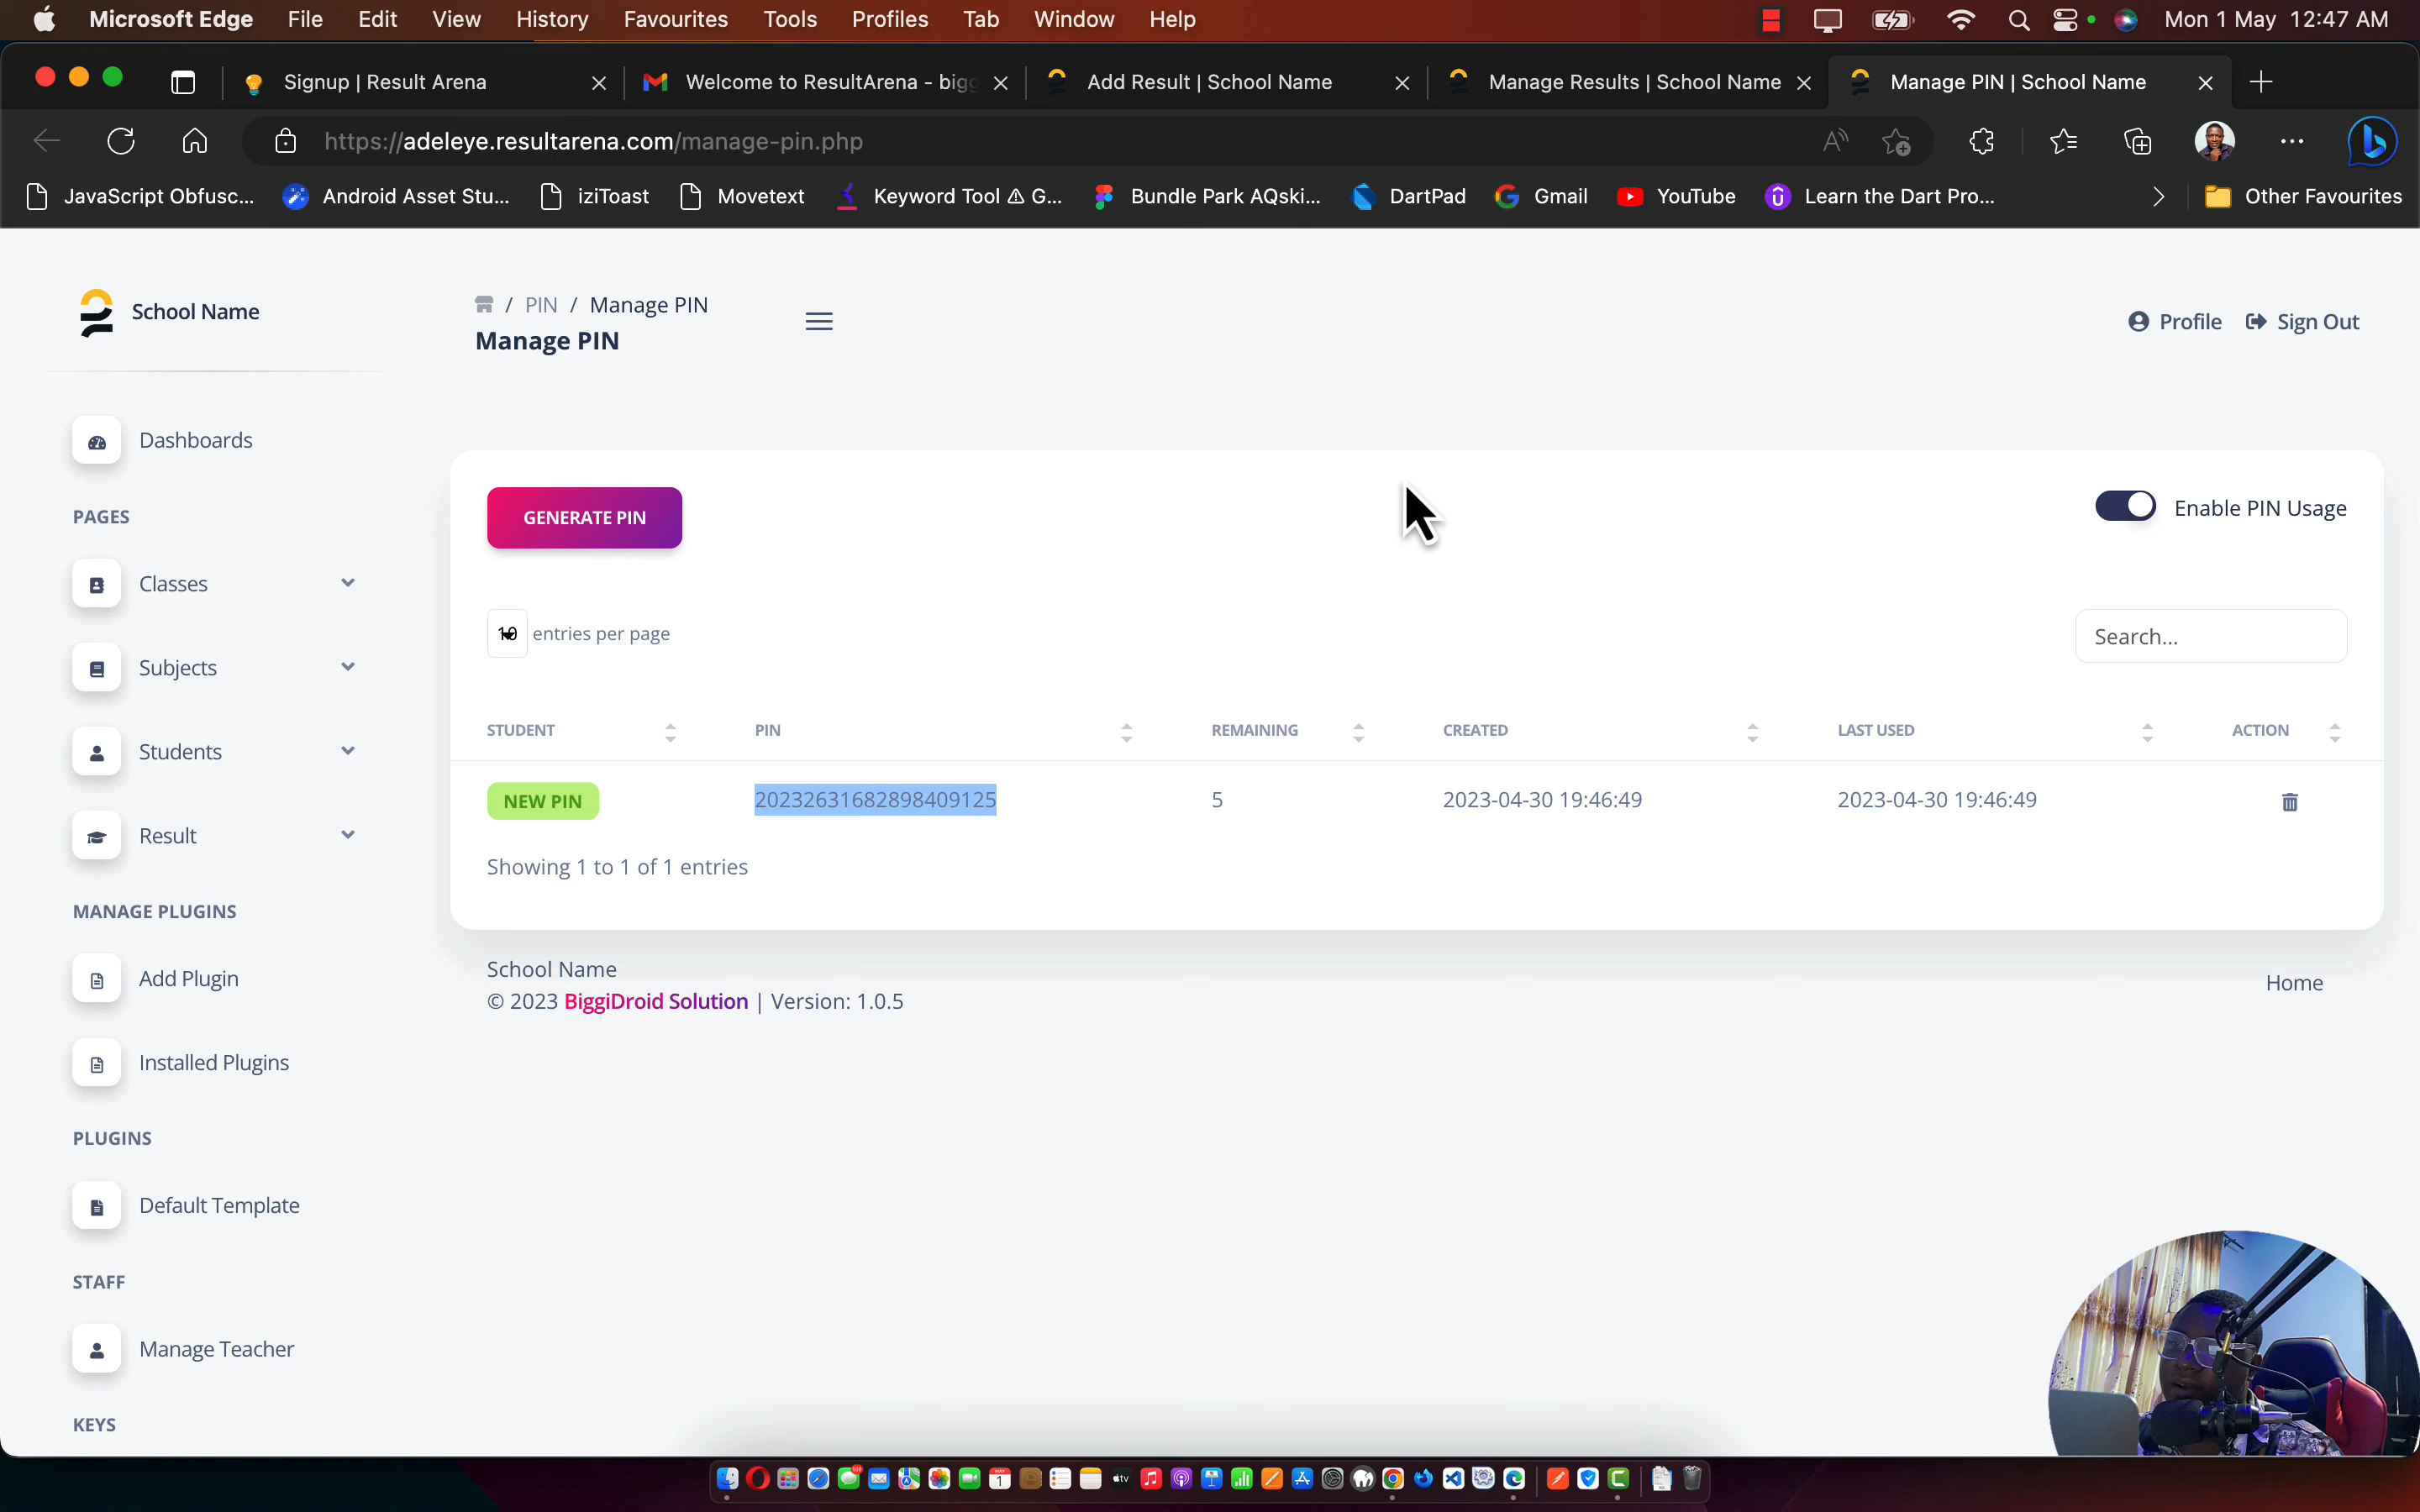 Microsoft Edge File Edit View History Favourites Tools Profiles Tab Window Help Mon 1 May 12:47 AM
Signup | Result Arena Welcome to ResultArena - bigg Add Result | School Name Manage Results | School Name Manage PIN | School Name
https://adeleye.resultarena.com/manage-pin.php
JavaScript Obfusc... Android Asset Stu... iziToast Movetext Keyword Tool ⚠ G... Bundle Park AQski... DartPad Gmail YouTube Learn the Dart Pro... Other Favourites
School Name
/ PIN / Manage PIN
Manage PIN
Profile Sign Out
Dashboards
PAGES
Classes
Subjects
Students
Result
MANAGE PLUGINS
Add Plugin
Installed Plugins
PLUGINS
Default Template
STAFF
Manage Teacher
KEYS
GENERATE PIN
Enable PIN Usage
10 entries per page
Search...
STUDENT PIN REMAINING CREATED LAST USED ACTION
NEW PIN 20232631682898409125 5 2023-04-30 19:46:49 2023-04-30 19:46:49
Showing 1 to 1 of 1 entries
School Name
© 2023 BiggiDroid Solution | Version: 1.0.5
Home